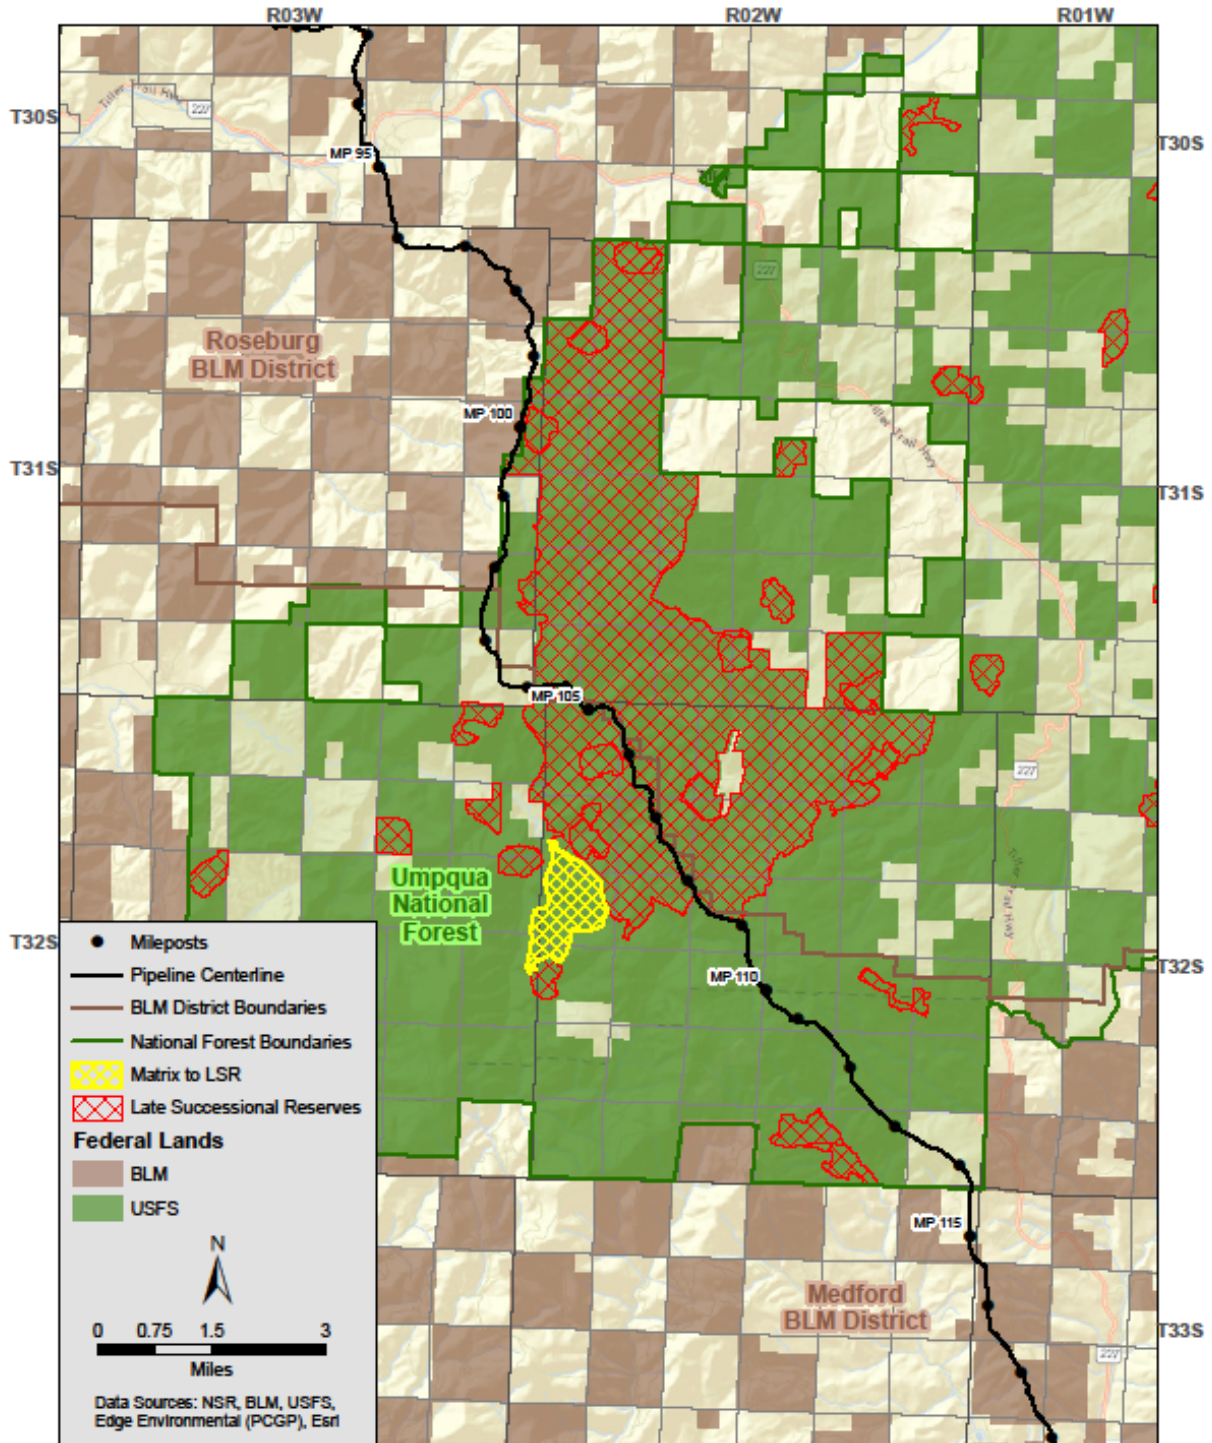 R03W
R02W
R01W
T30S
T30S
Tiller Trail Hwy
227
MP 95
227
Roseburg
BLM District
MP 100
Tiller Trail Hwy
T31S
T31S
MP 105
227
Tiller Trail Hwy
Umpqua
National
Forest
T32S
T32S
MP 110
MP 115
Medford
BLM District
T33S
227
Mileposts
Pipeline Centerline
BLM District Boundaries
National Forest Boundaries
Matrix to LSR
Late Successional Reserves
Federal Lands
BLM
USFS
N
0 0.75 1.5 3
Miles
Data Sources: NSR, BLM, USFS,
Edge Environmental (PCGP), Esri